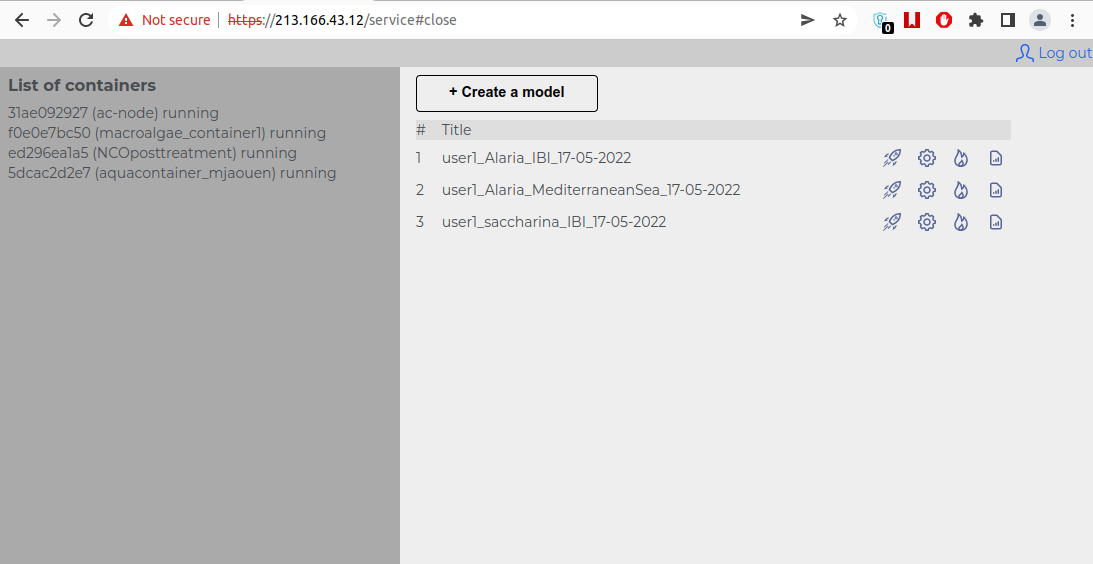 Not secure | https://213.166.43.12/service#close
0
Log out
List of containers
31ae092927 (ac-node) running
f0e0e7bc50 (macroalgae_container1) running
ed296ea1a5 (NCOposttreatment) running
5dcac2d2e7 (aquacontainer_mjaouen) running
+ Create a model
# Title
1 user1_Alaria_IBI_17-05-2022
2 user1_Alaria_MediterraneanSea_17-05-2022
3 user1_saccharina_IBI_17-05-2022